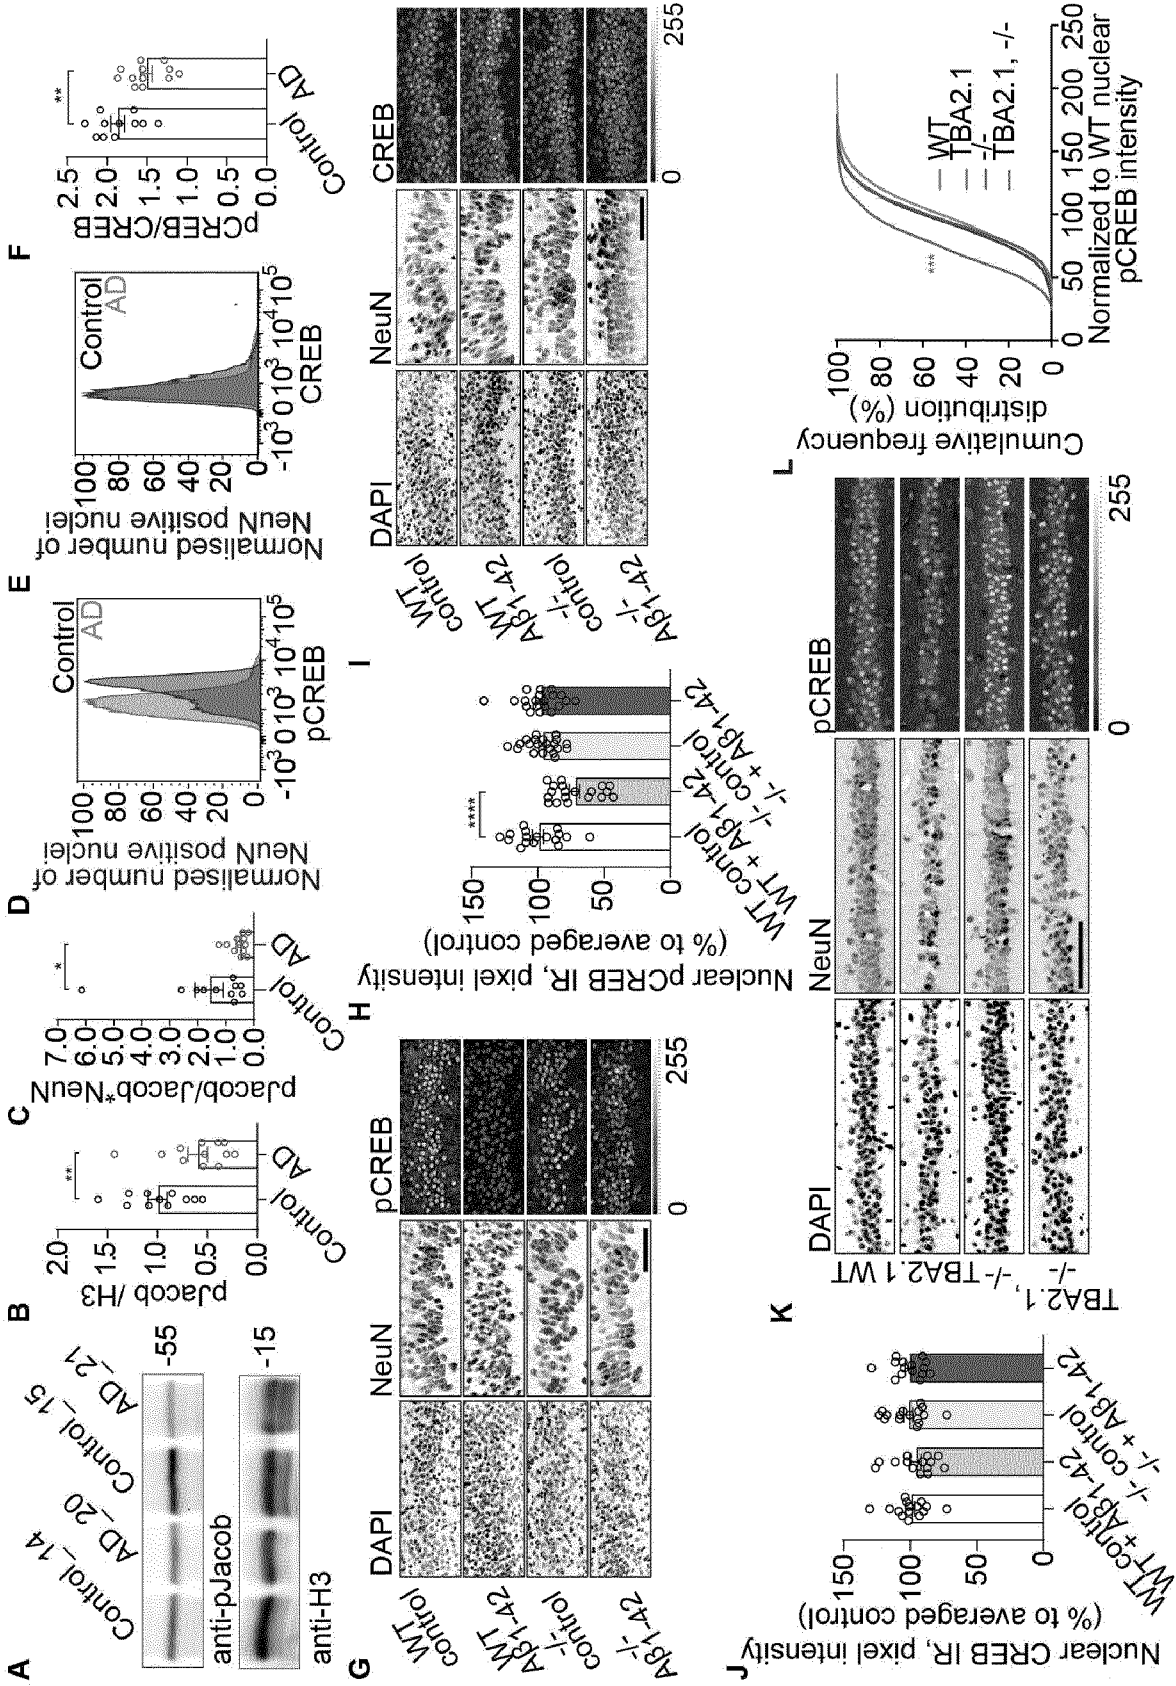 A
Control_14
AD_20
Control_15
AD_21
-55
anti-pJacob
-15
anti-H3
B
pJacob /H3
2.0
1.5
1.0
0.5
0.0
**
Control
AD
C
pJacob/Jacob*NeuN
7.0
6.0
5.0
4.0
3.0
2.0
1.0
0.0
*
Control
AD
D
Normalised number of
NeuN positive nuclei
100
80
60
40
20
0
Control
AD
-10³ 0 10³ 10⁴ 10⁵
pCREB
E
Normalised number of
NeuN positive nuclei
100
80
60
40
20
0
Control
AD
-10³ 0 10³ 10⁴ 10⁵
CREB
F
pCREB/CREB
2.5
2.0
1.5
1.0
0.5
0.0
**
Control
AD
G
DAPI
NeuN
pCREB
WT
control
WT
Aβ1-42
-/-
control
-/-
Aβ1-42
0
255
H
Nuclear pCREB IR, pixel intensity
(% to averaged control)
150
100
50
0
****
WT control
WT + Aβ1-42
-/- control
-/- + Aβ1-42
I
DAPI
NeuN
CREB
WT
control
WT
Aβ1-42
-/-
control
-/-
Aβ1-42
0
255
J
Nuclear CREB IR, pixel intensity
(% to averaged control)
150
100
50
0
WT control
WT + Aβ1-42
-/- control
-/- + Aβ1-42
K
DAPI
NeuN
pCREB
WT
TBA2.1
-/-
TBA2.1,
-/-
0
255
L
Cumulative frequency
distribution (%)
100
80
60
40
20
0
***
WT
TBA2.1
-/-
TBA2.1, -/-
0 50 100 150 200 250
Normalized to WT nuclear
pCREB intensity